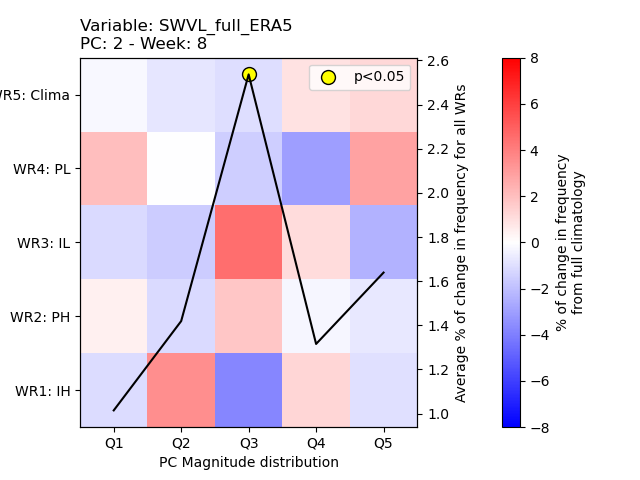 Variable: SWVL_full_ERA5
PC: 2 - Week: 8
p<0.05
WR5: Clima
WR4: PL
WR3: IL
WR2: PH
WR1: IH
Q1 Q2 Q3 Q4 Q5
PC Magnitude distribution
2.6
2.4
2.2
2.0
1.8
1.6
1.4
1.2
1.0
Average % of change in frequency for all WRs
8
6
4
2
0
−2
−4
−6
−8
% of change in frequency
from full climatology